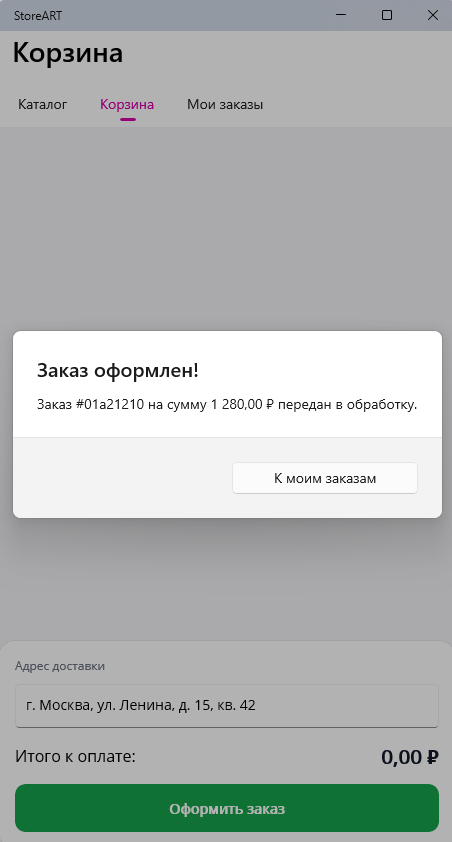 StoreART
Корзина
Каталог Корзина Мои заказы
Заказ оформлен!
Заказ #01a21210 на сумму 1 280,00 ₽ передан в обработку.
К моим заказам
Адрес доставки
г. Москва, ул. Ленина, д. 15, кв. 42
Итого к оплате: 0,00 ₽
Оформить заказ